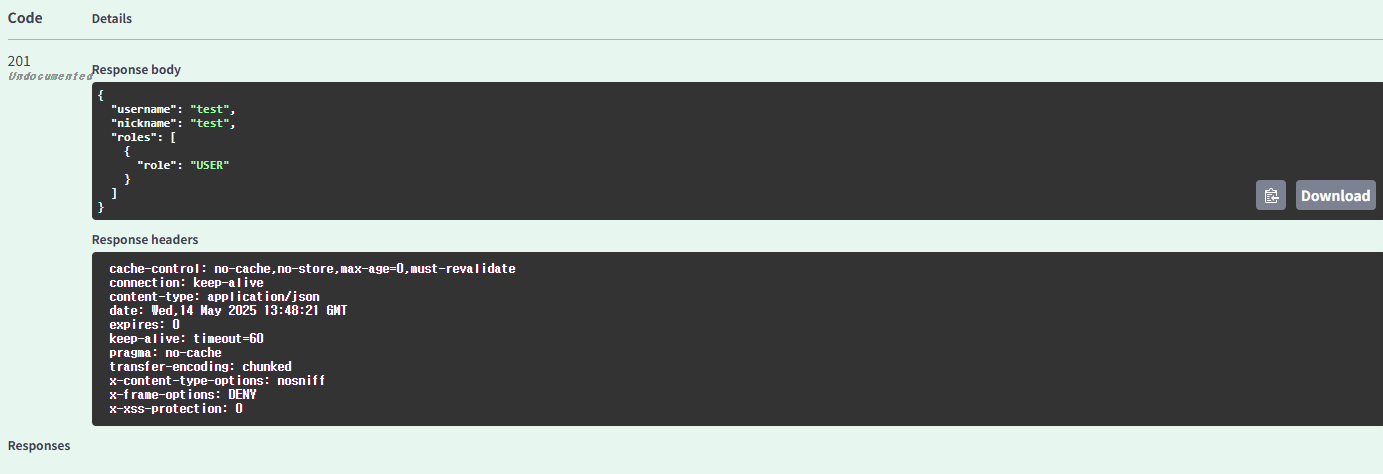 Code Details
201
Undocumented
Response body
{
  "username": "test",
  "nickname": "test",
  "roles": [
    {
      "role": "USER"
    }
  ]
}
Download
Response headers
cache-control: no-cache,no-store,max-age=0,must-revalidate
connection: keep-alive
content-type: application/json
date: Wed,14 May 2025 13:48:21 GMT
expires: 0
keep-alive: timeout=60
pragma: no-cache
transfer-encoding: chunked
x-content-type-options: nosniff
x-frame-options: DENY
x-xss-protection: 0
Responses